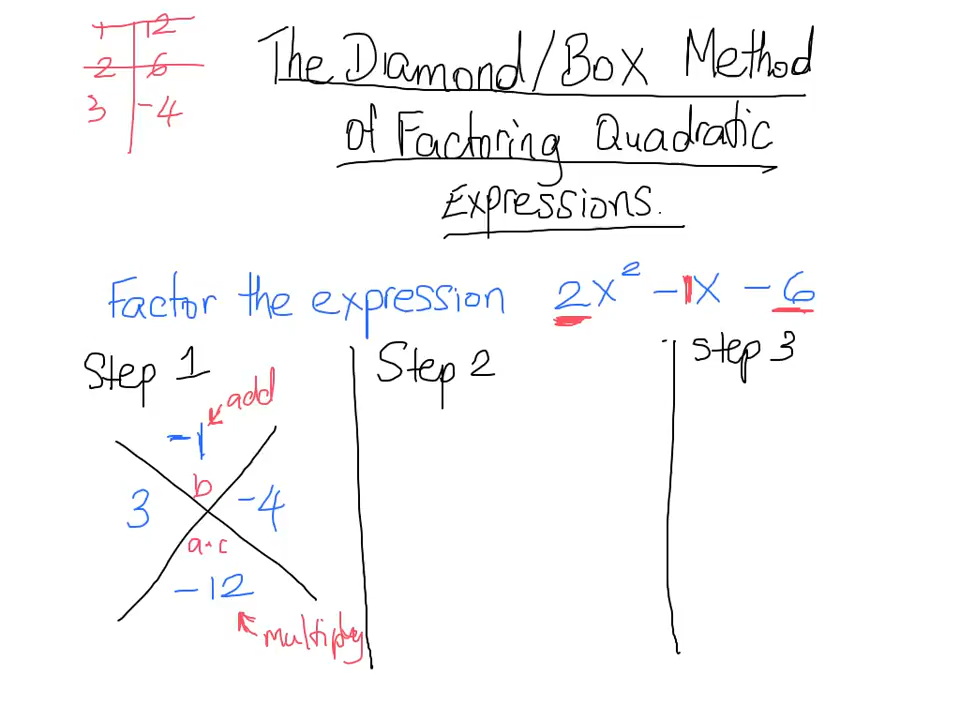 1 12
2 6
3 -4
The Diamond/Box Method
of Factoring Quadratic
Expressions.
Factor the expression 2x² -1x -6
Step 1
Step 2
Step 3
add
-1
b
3 -4
a·c
-12
multiply